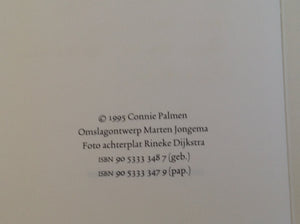 © 1995 Connie Palmen
Omslagontwerp Marten Jongema
Foto achterplat Rineke Dijkstra
ISBN 90 5333 348 7 (geb.)
ISBN 90 5333 347 9 (pap.)